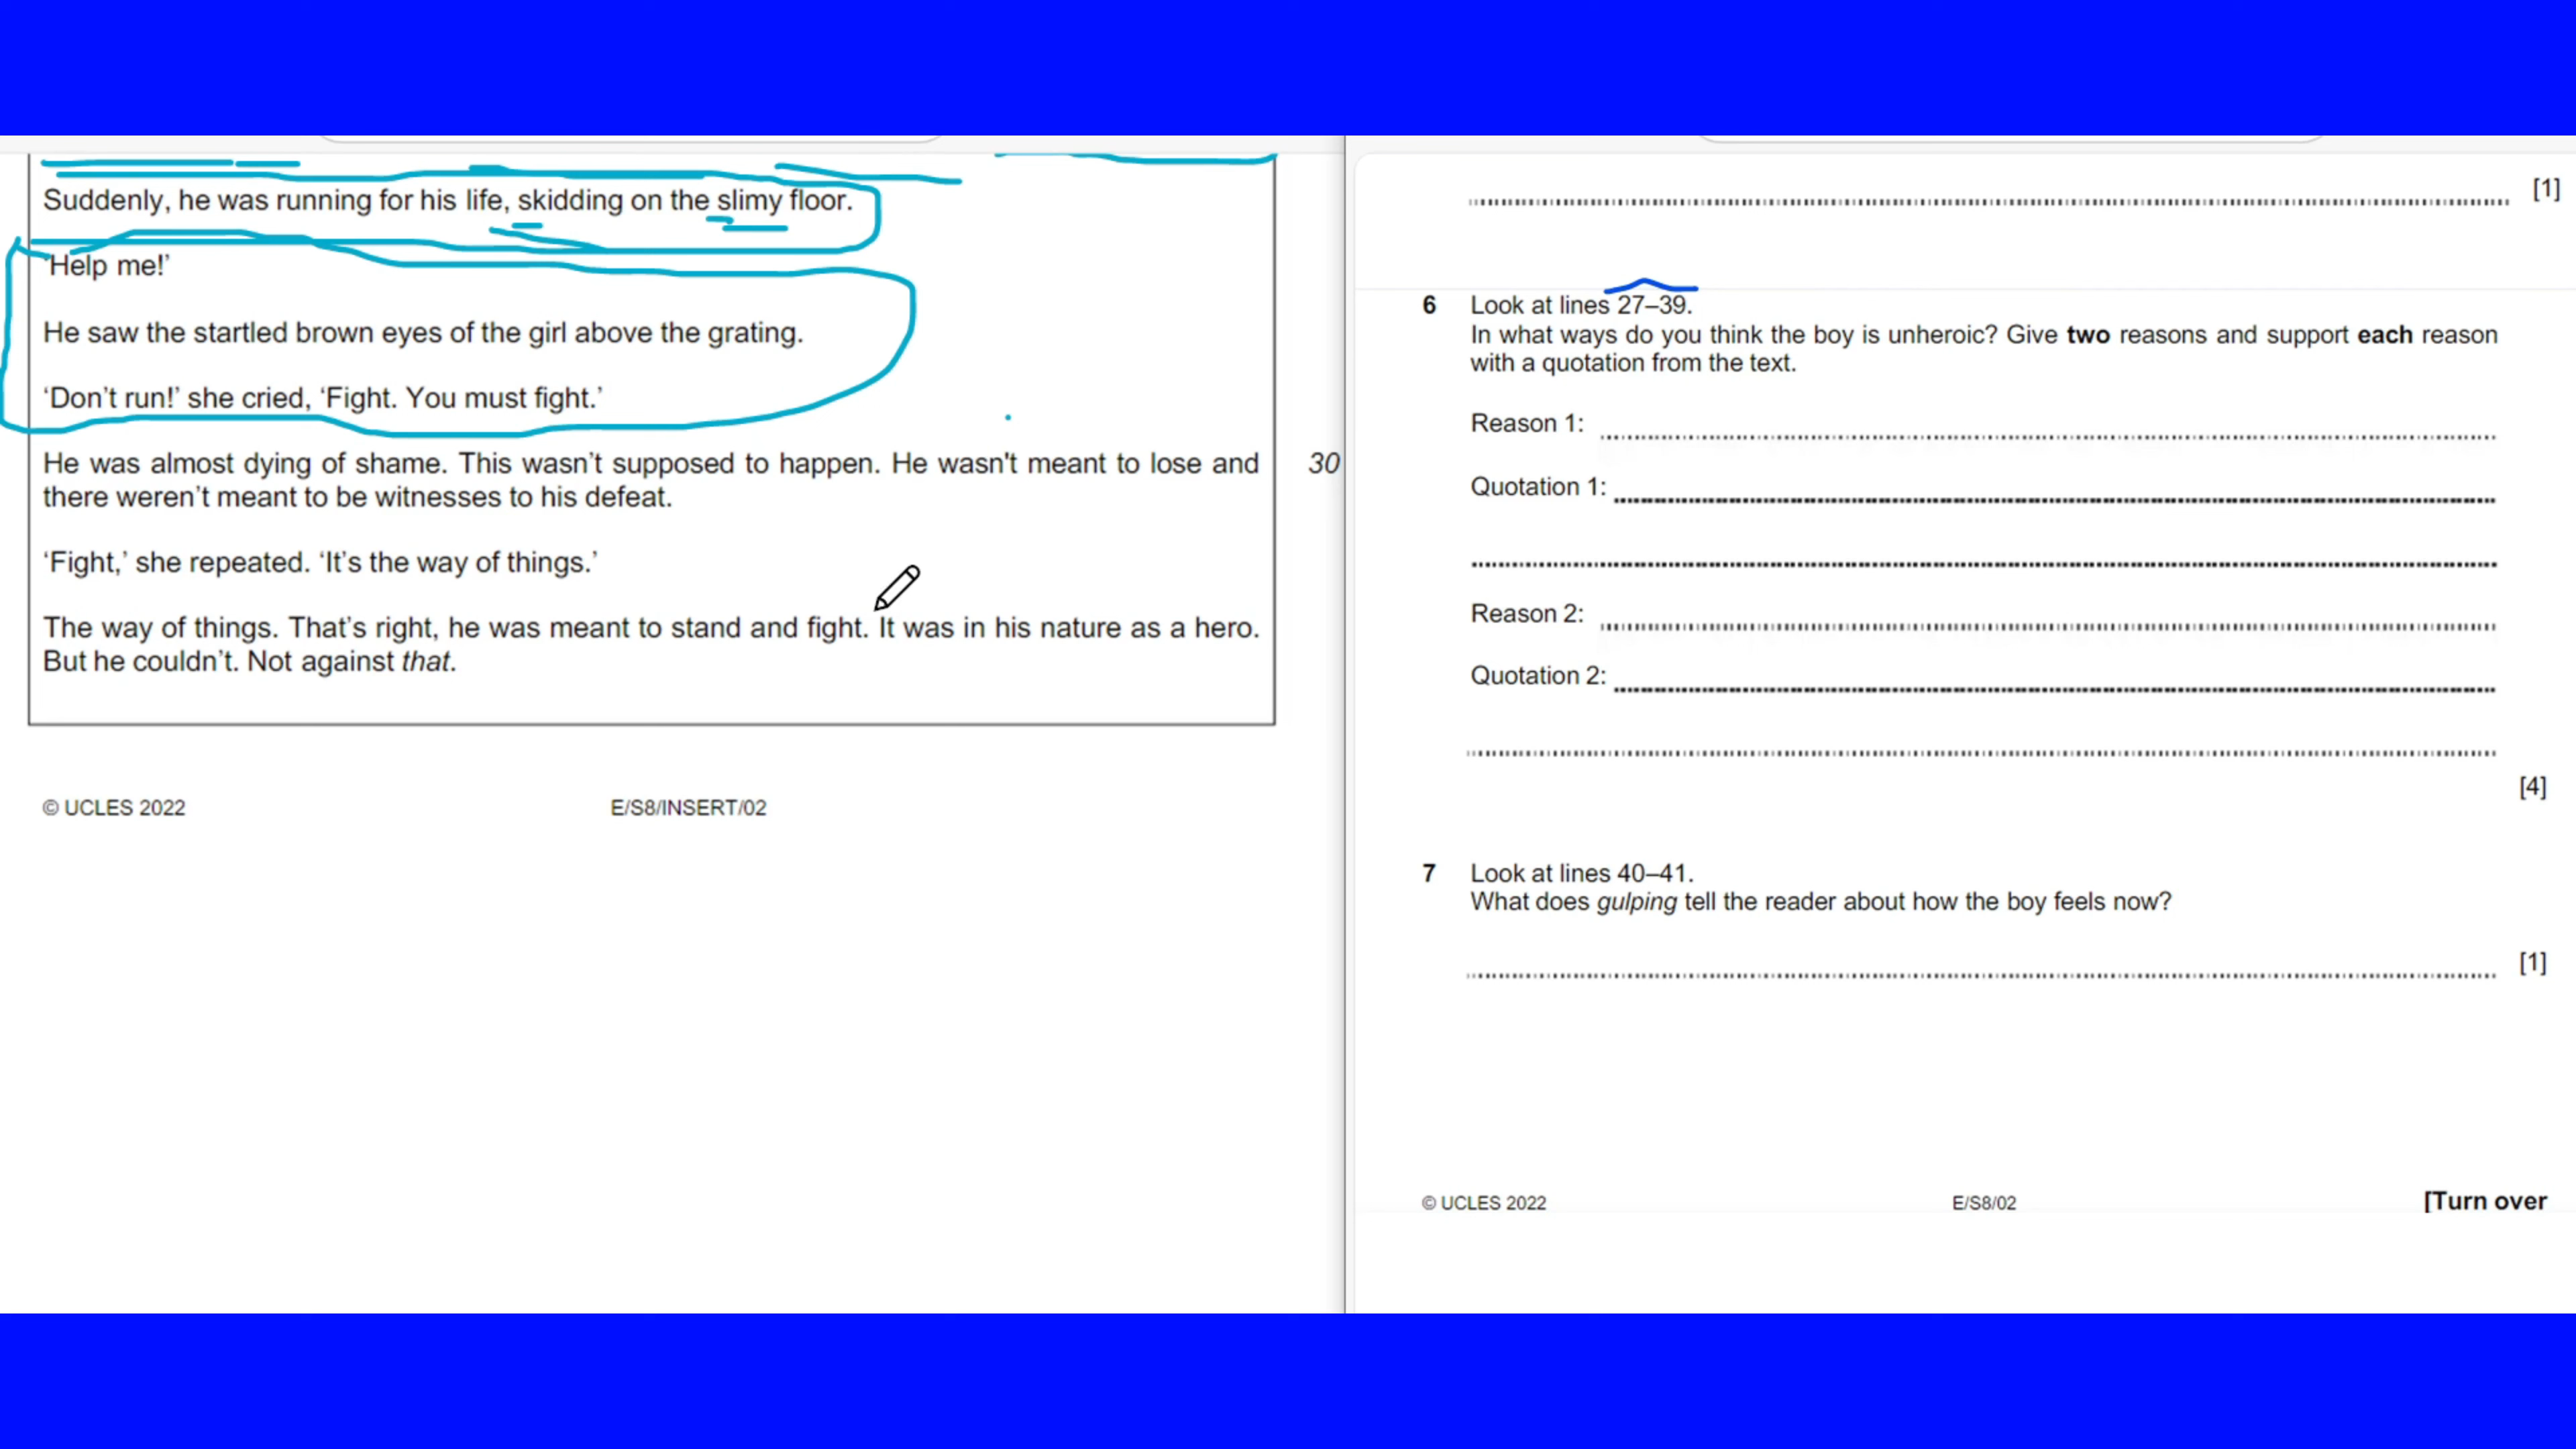 Suddenly, he was running for his life, skidding on the slimy floor.
'Help me!'
He saw the startled brown eyes of the girl above the grating.
'Don't run!' she cried, 'Fight. You must fight.'
He was almost dying of shame. This wasn't supposed to happen. He wasn't meant to lose and
there weren't meant to be witnesses to his defeat.
30
'Fight,' she repeated. 'It's the way of things.'
The way of things. That's right, he was meant to stand and fight. It was in his nature as a hero.
But he couldn't. Not against that.
© UCLES 2022
E/S8/INSERT/02
[1]
6 Look at lines 27–39.
In what ways do you think the boy is unheroic? Give two reasons and support each reason
with a quotation from the text.
Reason 1:
Quotation 1:
Reason 2:
Quotation 2:
[4]
7 Look at lines 40–41.
What does gulping tell the reader about how the boy feels now?
[1]
© UCLES 2022
E/S8/02
[Turn over